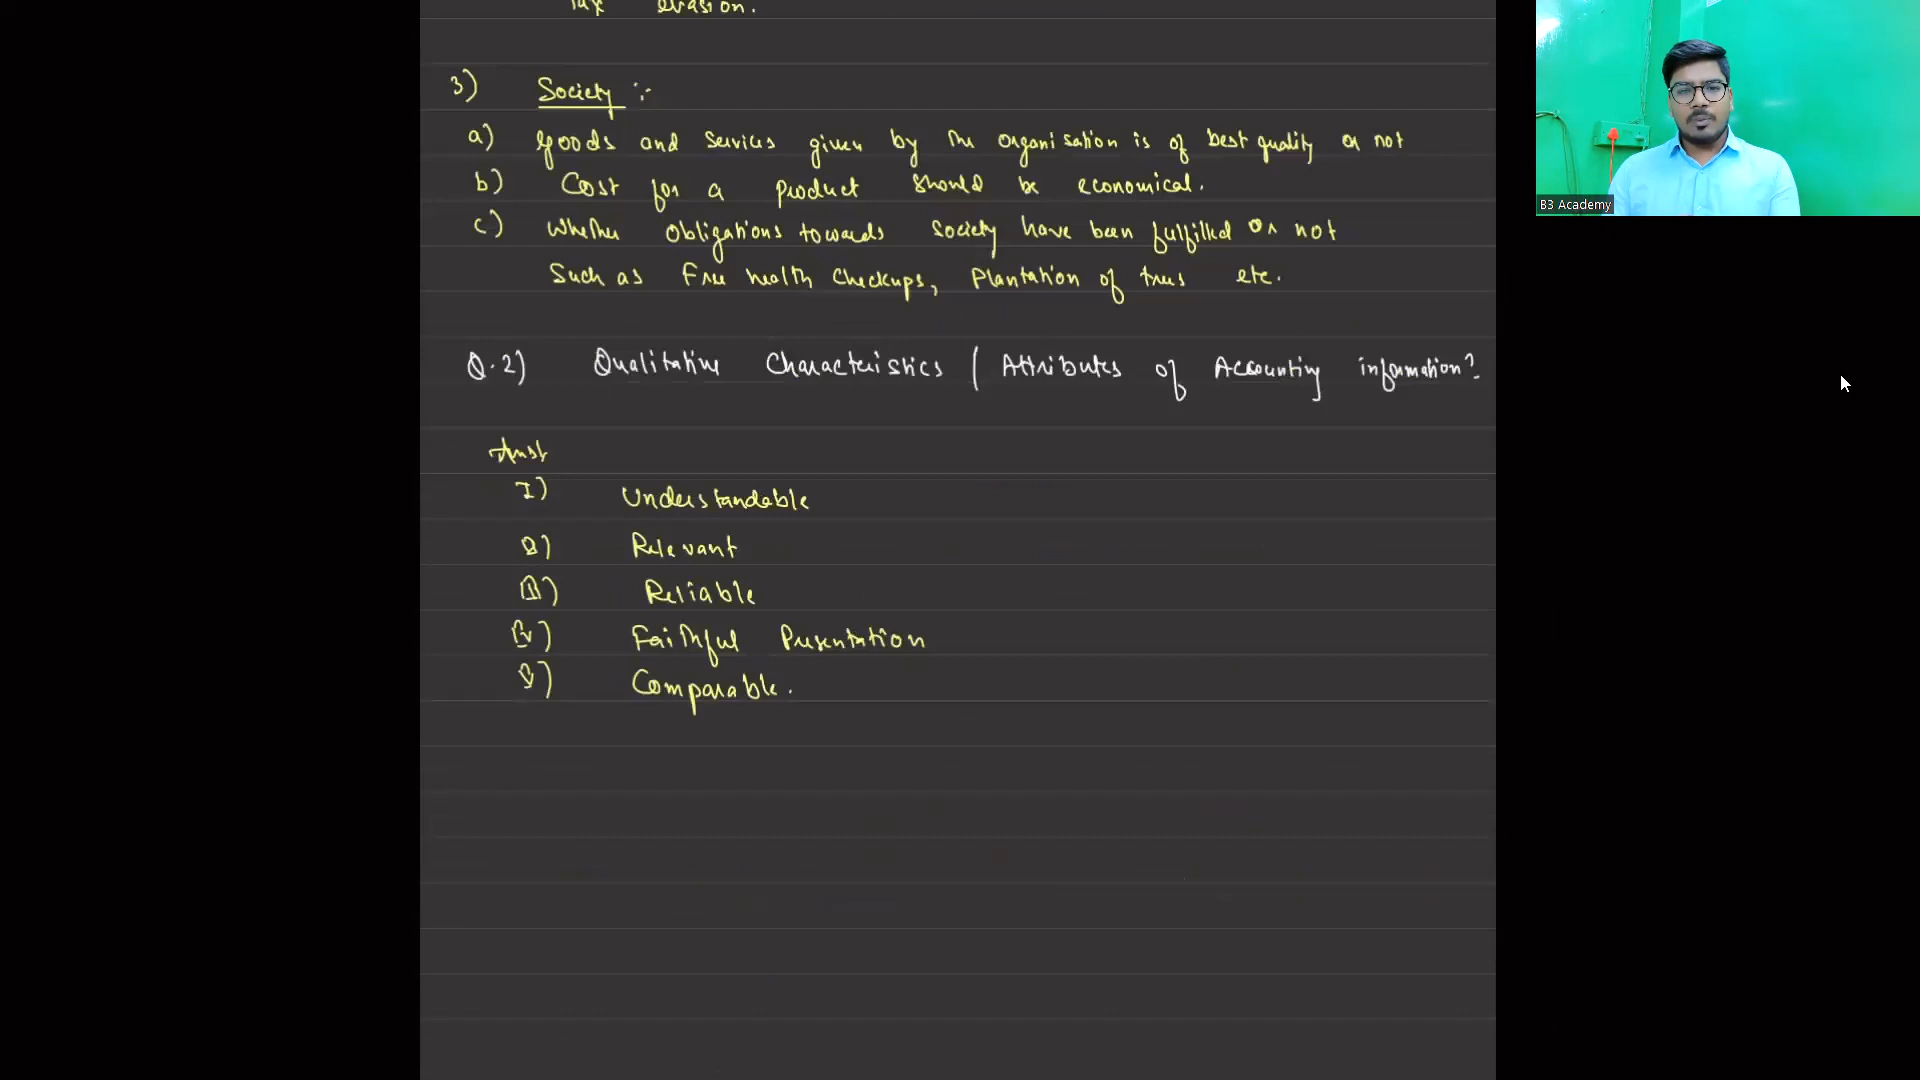 Tax evasion.
3) Society :-
a) goods and services given by the organisation is of best quality or not
b) Cost for a product should be economical.
c) Whether obligations towards society have been fulfilled or not
Such as Free health checkups, Plantation of trees etc.
Q.2) Qualitative Characteristics / Attributes of Accounting information?
Ans:
I) Understandable
II) Relevant
III) Reliable
IV) Faithful Presentation
V) Comparable.
B3 Academy